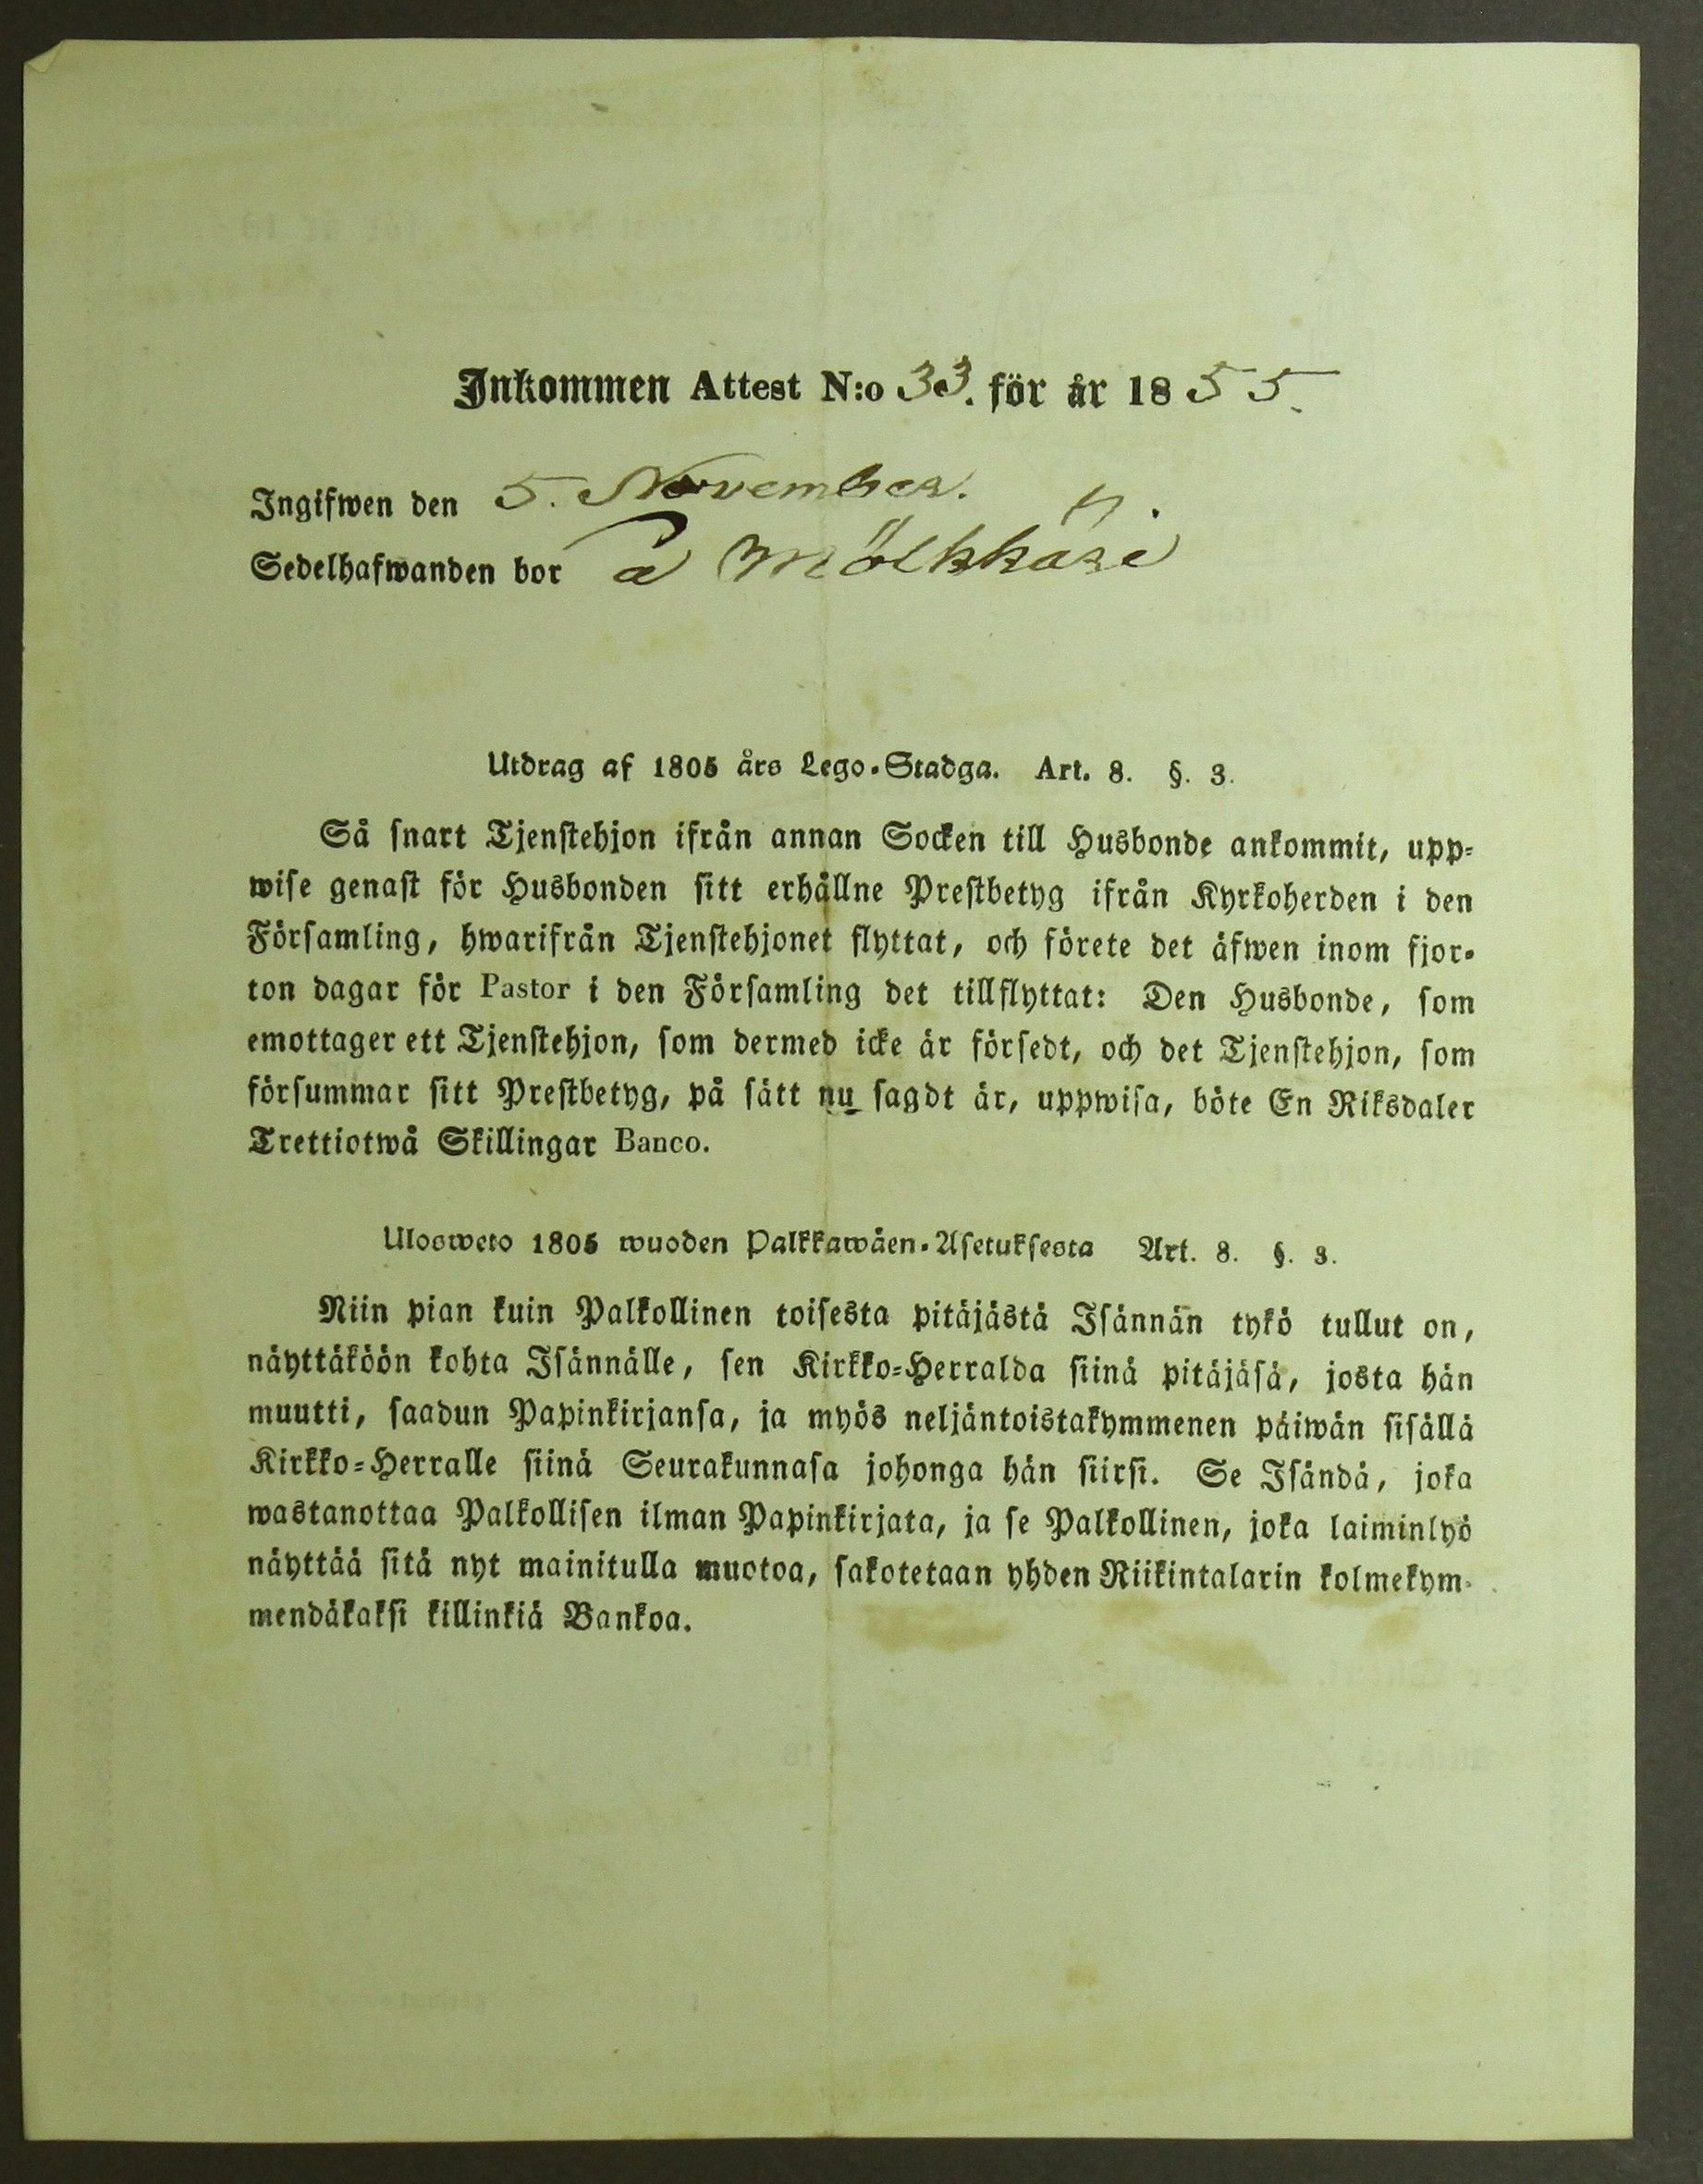 Inkommen Attest N:o 33. för år 1855.
Ingifwen den 5. November.
Sedelhafwanden bor å Mölkkäri
Utdrag af 1805 års Lego-Stadga. Art. 8. §. 3.
Så snart Tjenstehjon ifrån annan Socken till Husbonde ankommit, upp-
wise genast för Husbonden sitt erhållne Prestbetyg ifrån Kyrkoherden i den
Församling, hwarifrån Tjenstehjonet flyttat, och förete det äfwen inom fjor-
ton dagar för Pastor i den Församling det tillflyttat: Den Husbonde, som
emottager ett Tjenstehjon, som dermed icke är försedt, och det Tjenstehjon, som
försummar sitt Prestbetyg, på sätt nu sagdt är, uppwisa, böte En Riksdaler
Trettiotwå Skillingar Banco.
Ulosweto 1805 wuoden Palkkawäen-Asetuksesta Art. 8. §. 3.
Niin pian kuin Palkollinen toisesta pitäjästä Isännän tykö tullut on,
näyttäköön kohta Isännälle, sen Kirkko-Herralda siinä pitäjäsä, josta hän
muutti, saadun Papinkirjansa, ja myös neljäntoistakymmenen päiwän sisällä
Kirkko-Herralle siinä Seurakunnasa johonga hän siirsi. Se Isändä, joka
wastanottaa Palkollisen ilman Papinkirjata, ja se Palkollinen, joka laiminlyö
näyttää sitä nyt mainitulla muotoa, sakotetaan yhden Riikintalarin kolmekym-
mendäkaksi killinkiä Bankoa.